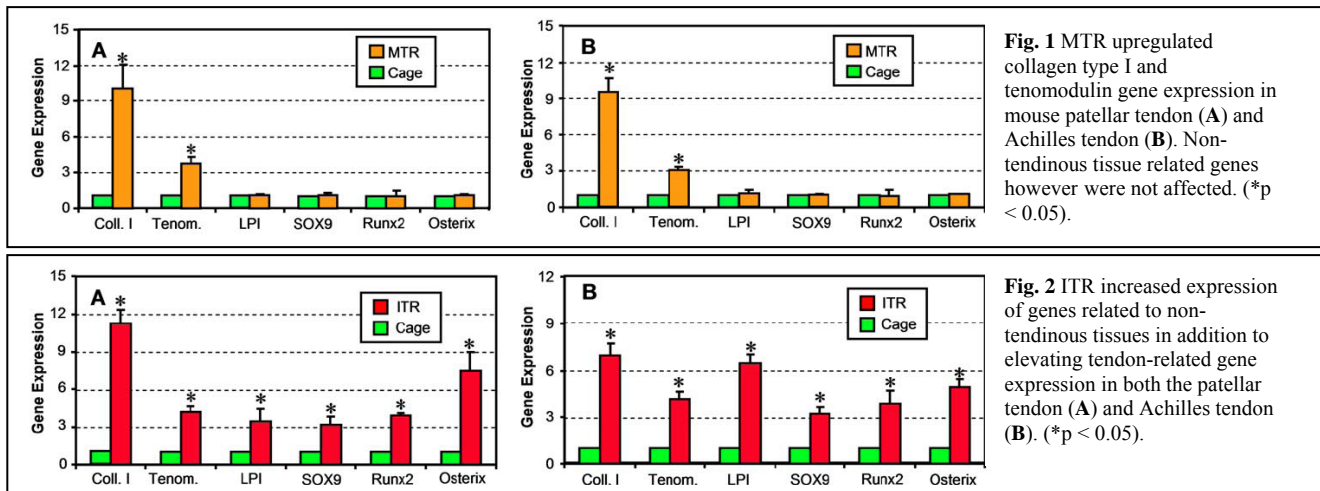 15
12
9
6
3
0
Gene Expression
A
MTR
Cage
*
*
Coll. I Tenom. LPI SOX9 Runx2 Osterix
15
12
9
6
3
0
Gene Expression
B
MTR
Cage
*
*
Coll. I Tenom. LPI SOX9 Runx2 Osterix
Fig. 1 MTR upregulated
collagen type I and
tenomodulin gene expression in
mouse patellar tendon (A) and
Achilles tendon (B). Non-
tendinous tissue related genes
however were not affected. (*p
< 0.05).
15
12
9
6
3
0
Gene Expression
A
ITR
Cage
*
*
*
*
*
*
Coll. I Tenom. LPI SOX9 Runx2 Osterix
12
9
6
3
0
Gene Expression
B
ITR
Cage
*
*
*
*
*
*
Coll. I Tenom. LPI SOX9 Runx2 Osterix
Fig. 2 ITR increased expression
of genes related to non-
tendinous tissues in addition to
elevating tendon-related gene
expression in both the patellar
tendon (A) and Achilles tendon
(B). (*p < 0.05).